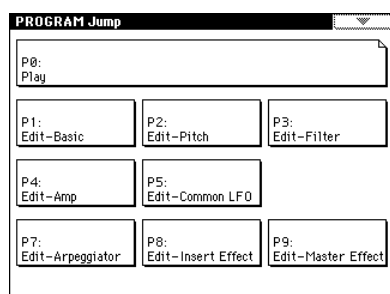 PROGRAM Jump
P0:
Play
P1:
Edit-Basic
P2:
Edit-Pitch
P3:
Edit-Filter
P4:
Edit-Amp
P5:
Edit-Common LFO
P7:
Edit-Arpeggiator
P8:
Edit-Insert Effect
P9:
Edit-Master Effect